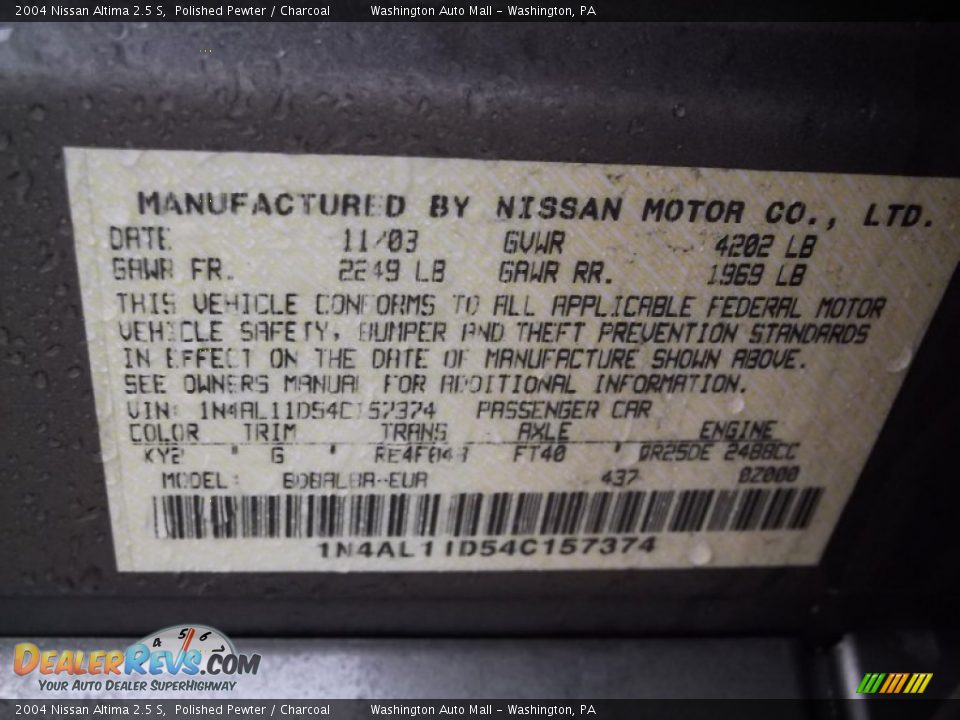 2004 Nissan Altima 2.5 S, Polished Pewter / Charcoal Washington Auto Mall - Washington, PA
MANUFACTURED BY NISSAN MOTOR CO., LTD.
DATE 11/03 GVWR 4202 LB
GAWR FR. 2249 LB GAWR RR. 1969 LB
THIS VEHICLE CONFORMS TO ALL APPLICABLE FEDERAL MOTOR
VEHICLE SAFETY, BUMPER AND THEFT PREVENTION STANDARDS
IN EFFECT ON THE DATE OF MANUFACTURE SHOWN ABOVE.
SEE OWNERS MANUAL FOR ADDITIONAL INFORMATION.
VIN: 1N4AL11D54C157374 PASSENGER CAR
COLOR TRIM TRANS AXLE ENGINE
KY2 " G ' FT40 ' QR25DE 2488CC
MODEL: 437
1N4AL11D54C157374
4 5 6
DEALERREVS.COM
YOUR AUTO DEALER SUPERHIGHWAY
2004 Nissan Altima 2.5 S, Polished Pewter / Charcoal Washington Auto Mall - Washington, PA